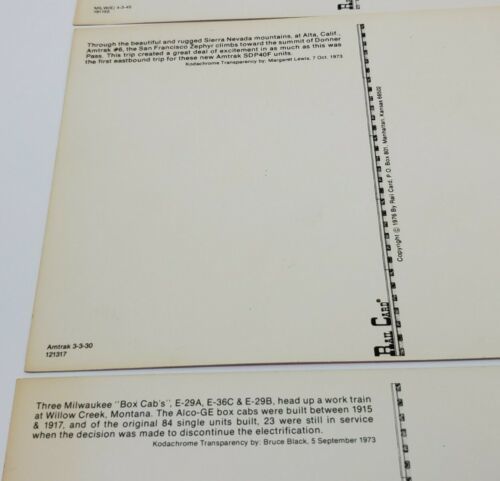 MILW(E) 3-3-45
Through the beautiful and rugged Sierra Nevada mountains, at Alta, Calif.,
Amtrak #6, the San Francisco Zephyr climbs toward the summit of Donner
Pass. This trip created a great deal of excitement in as much as this was
the first eastbound trip for these new Amtrak SDP40F units.
Kodachrome Transparency by: Margaret Lewis, 7 Oct. 1973
Copyright © 1976 By Rail Card, P.O. Box 801, Manhattan, Kansas 66502
RAIL CARD
Amtrak 3-3-30
121317
Three Milwaukee "Box Cab's", E-29A, E-36C & E-29B, head up a work train
at Willow Creek, Montana. The Alco-GE box cabs were built between 1915
& 1917, and of the original 84 single units built, 23 were still in service
when the decision was made to discontinue the electrification.
Kodachrome Transparency by: Bruce Black, 5 September 1973